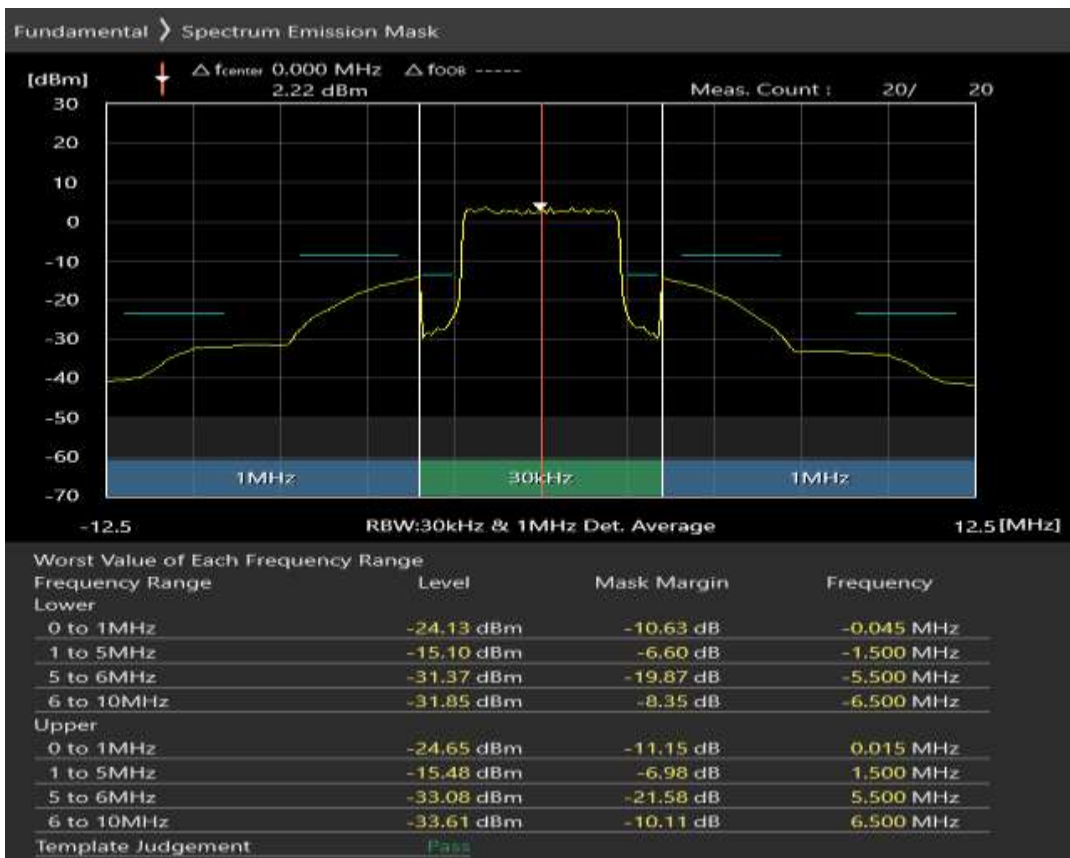 Fundamental ❭ Spectrum Emission Mask
[dBm] △ fcenter 0.000 MHz △ fOOB -----
2.22 dBm Meas. Count : 20/ 20
30
20
10
0
-10
-20
-30
-40
-50
-60
1MHz 30kHz 1MHz
-70
-12.5 RBW:30kHz & 1MHz Det. Average 12.5 [MHz]
Worst Value of Each Frequency Range
Frequency Range Level Mask Margin Frequency
Lower
0 to 1MHz -24.13 dBm -10.63 dB -0.045 MHz
1 to 5MHz -15.10 dBm -6.60 dB -1.500 MHz
5 to 6MHz -31.37 dBm -19.87 dB -5.500 MHz
6 to 10MHz -31.85 dBm -8.35 dB -6.500 MHz
Upper
0 to 1MHz -24.65 dBm -11.15 dB 0.015 MHz
1 to 5MHz -15.48 dBm -6.98 dB 1.500 MHz
5 to 6MHz -33.08 dBm -21.58 dB 5.500 MHz
6 to 10MHz -33.61 dBm -10.11 dB 6.500 MHz
Template Judgement Pass